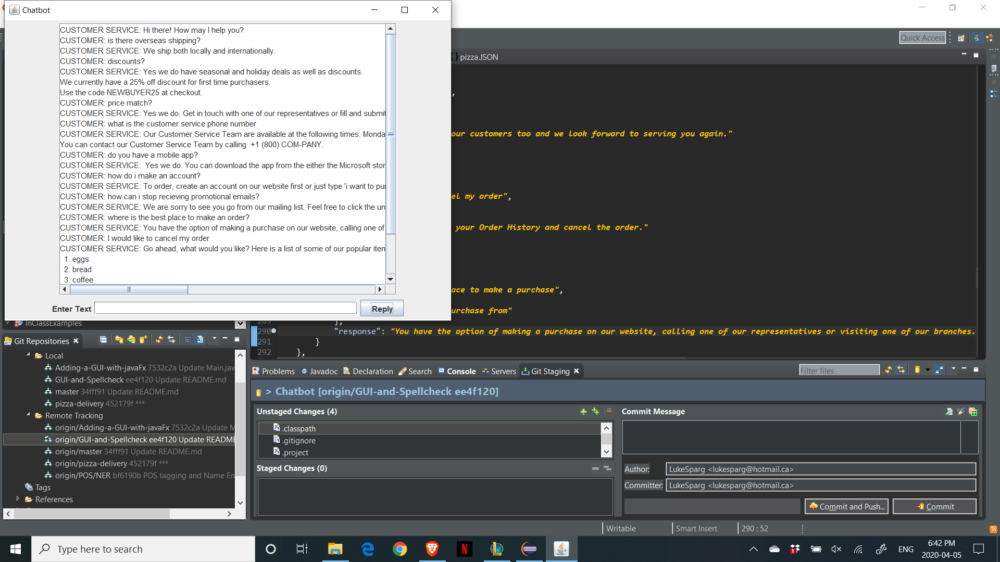 Chatbot
CUSTOMER SERVICE: Hi there! How may I help you?
CUSTOMER: is there overseas shipping?
CUSTOMER SERVICE: We ship both locally and internationally.
CUSTOMER: discounts?
CUSTOMER SERVICE: Yes we do have seasonal and holiday deals as well as discounts.
We currently have a 25% off discount for first time purchasers.
Use the code NEWBUYER25 at checkout.
CUSTOMER: price match?
CUSTOMER SERVICE: Yes we do. Get in touch with one of our representatives or fill and submit
CUSTOMER: what is the customer service phone number
CUSTOMER SERVICE: Our Customer Service Team are available at the following times: Monda
You can contact our Customer Service Team by calling  +1 (800) COM-PANY.
CUSTOMER: do you have a mobile app?
CUSTOMER SERVICE:  Yes we do. You can download the app from the either the Microsoft stor
CUSTOMER: how do i make an account?
CUSTOMER SERVICE: To order, create an account on our website first or just type 'i want to pur
CUSTOMER: how can i stop recieving promotional emails?
CUSTOMER SERVICE: We are sorry to see you go from our mailing list. Feel free to click the un
CUSTOMER: where is the best place to make an order?
CUSTOMER SERVICE: You have the option of making a purchase on our website, calling one of
CUSTOMER: I would like to cancel my order
CUSTOMER SERVICE: Go ahead, what would you like? Here is a list of some of our popular item
1. eggs
2. bread
3. coffee
Enter Text
Reply
Quick Access
{ } pizza.JSON
,
our customers too and we look forward to serving you again."
el my order",
your Order History and cancel the order."
ace to make a purchase",
urchase from"
289 ],
290 "response": "You have the option of making a purchase on our website, calling one of our representatives or visiting one of our branches.
291 }
292 },
InClassExamples
Git Repositories
Local
Adding-a-GUI-with-javaFx 7532c2a Update Main.jav
GUI-and-Spellcheck ee4f120 Update README.md
master 34fff91 Update README.md
pizza-delivery 452179f ***
Remote Tracking
origin/Adding-a-GUI-with-javaFx 7532c2a Update M
origin/GUI-and-Spellcheck ee4f120 Update README
origin/master 34fff91 Update README.md
origin/pizza-delivery 452179f ***
origin/POS/NER bf6190b POS tagging and Name En
Tags
References
Problems @ Javadoc Declaration Search Console Servers Git Staging
Filter files
> Chatbot [origin/GUI-and-Spellcheck ee4f120]
Unstaged Changes (4)
.classpath
.gitignore
.project
Staged Changes (0)
Commit Message
Author: LukeSparg <lukesparg@hotmail.ca>
Committer: LukeSparg <lukesparg@hotmail.ca>
Commit and Push...
Commit
Writable
Smart Insert
290 : 52
Type here to search
ENG
6:42 PM
2020-04-05